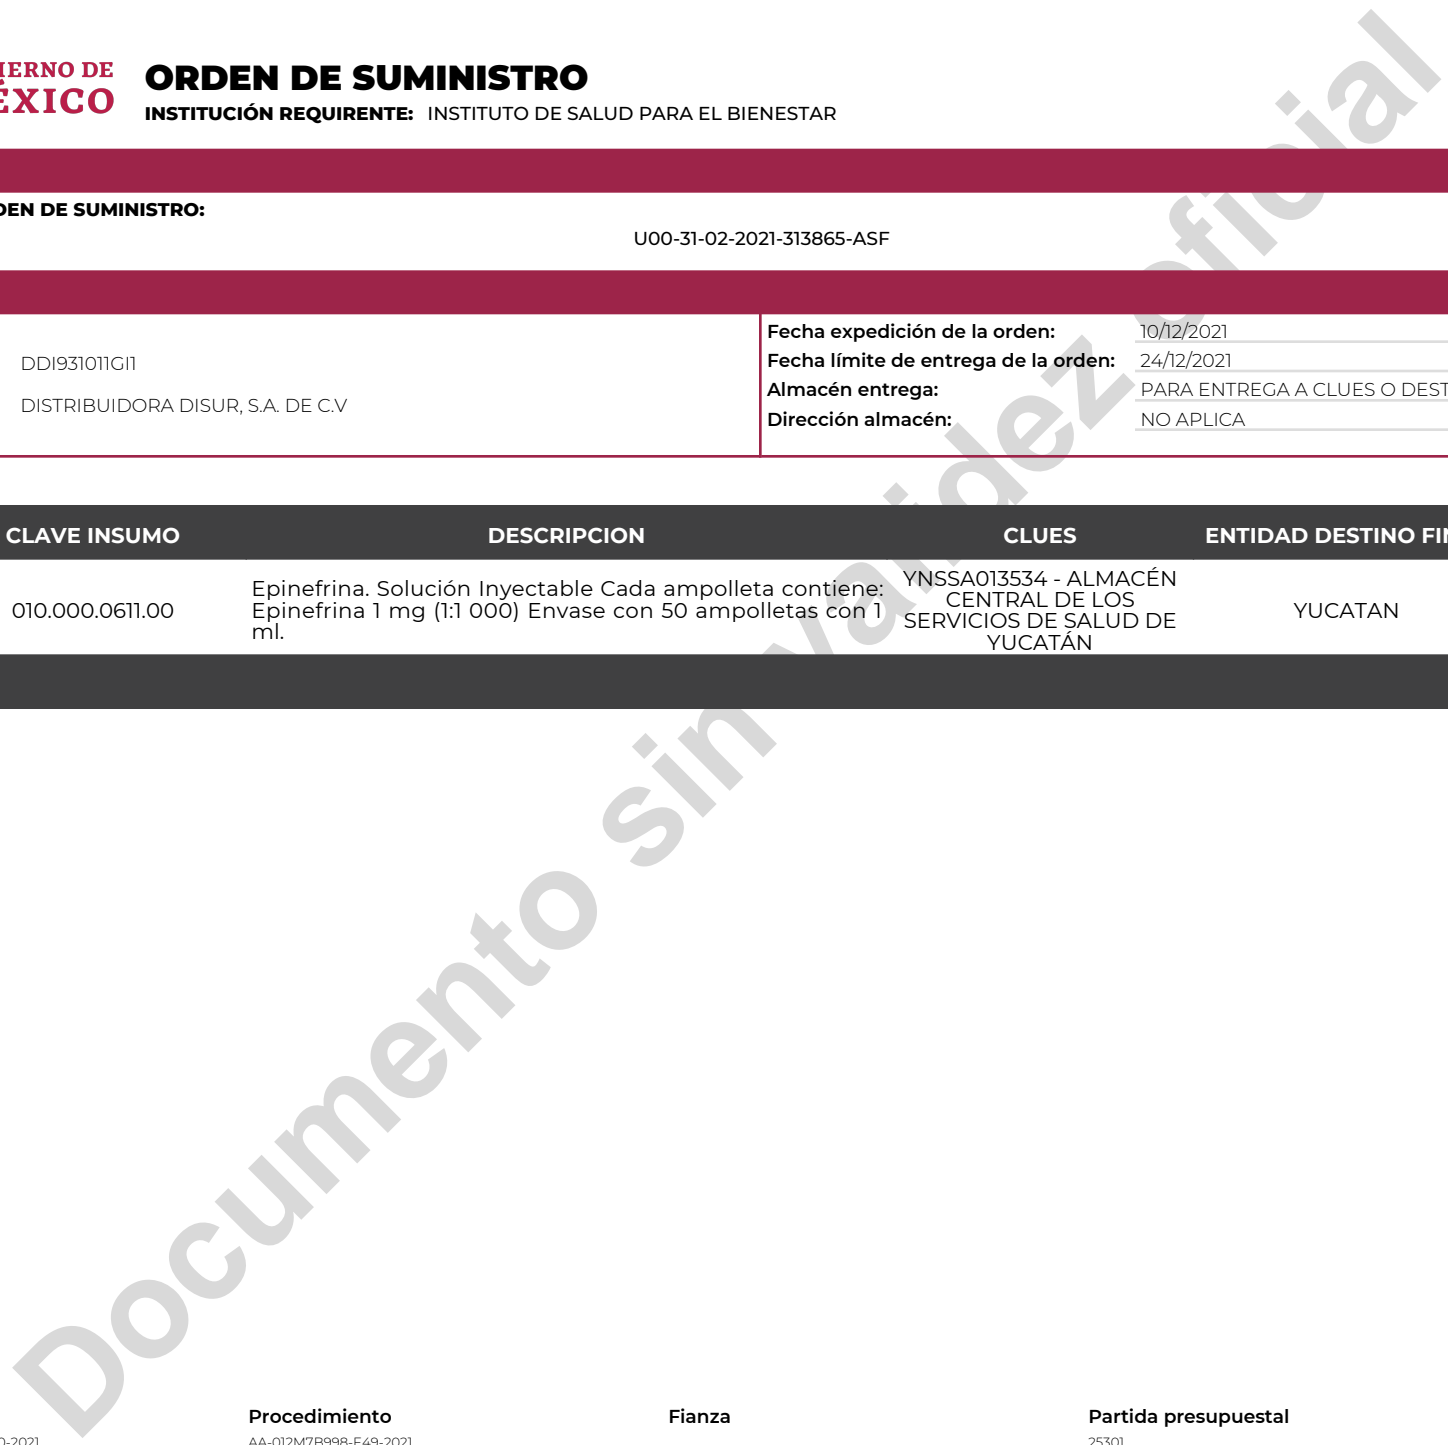 IERNO DE
ÉXICO
ORDEN DE SUMINISTRO
INSTITUCIÓN REQUIRENTE: INSTITUTO DE SALUD PARA EL BIENESTAR
DEN DE SUMINISTRO:
U00-31-02-2021-313865-ASF
DDI931011GI1
DISTRIBUIDORA DISUR, S.A. DE C.V
Fecha expedición de la orden: 10/12/2021
Fecha límite de entrega de la orden: 24/12/2021
Almacén entrega: PARA ENTREGA A CLUES O DEST
Dirección almacén: NO APLICA
CLAVE INSUMO DESCRIPCION CLUES ENTIDAD DESTINO FIN
010.000.0611.00
Epinefrina. Solución Inyectable Cada ampolleta contiene:
Epinefrina 1 mg (1:1 000) Envase con 50 ampolletas con 1
ml.
YNSSA013534 - ALMACÉN
CENTRAL DE LOS
SERVICIOS DE SALUD DE
YUCATÁN
YUCATAN
Documento sin validez oficial
Procedimiento Fianza Partida presupuestal
0-2021 AA-012M7B998-E49-2021 25301